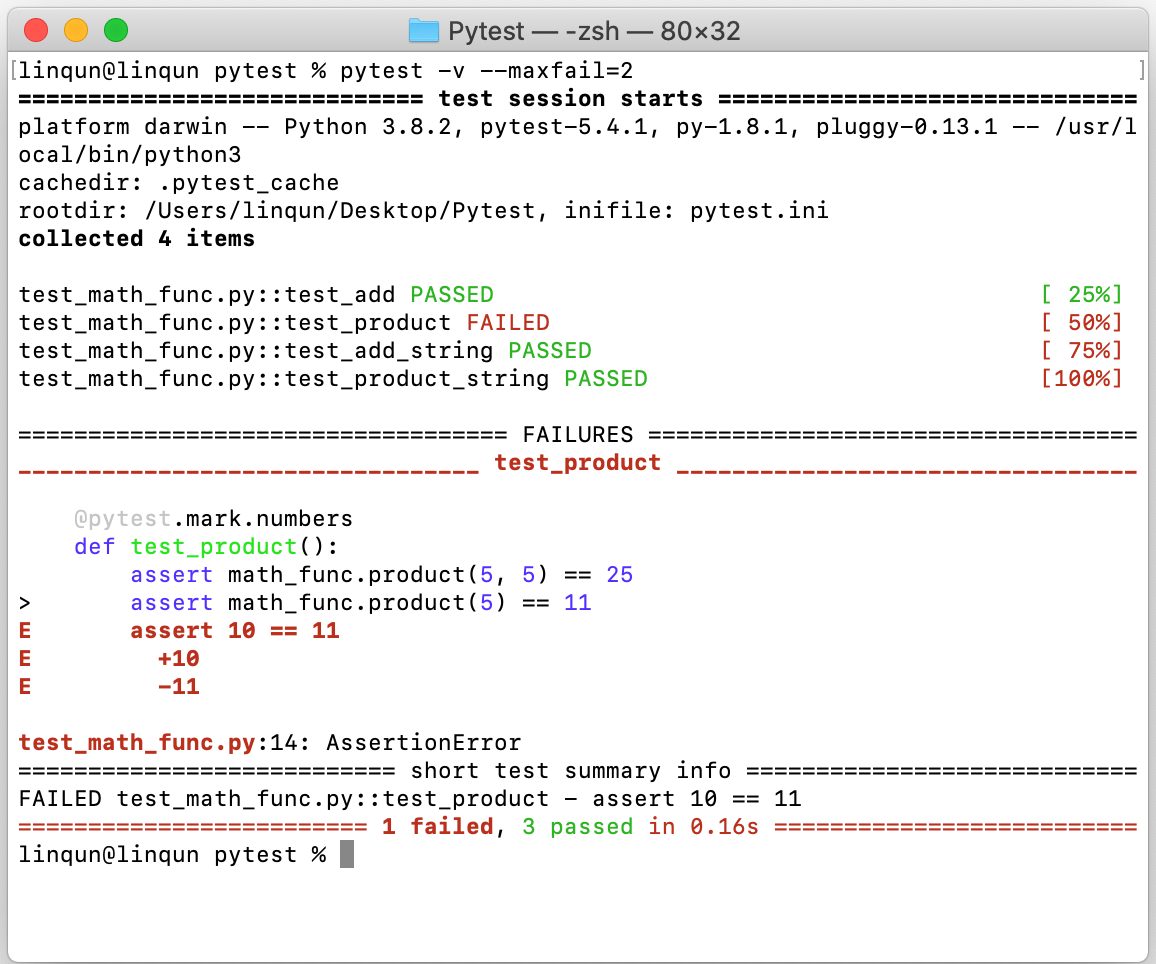 Pytest — -zsh — 80×32
[linqun@linqun pytest % pytest -v --maxfail=2 ]
============================= test session starts ==============================
platform darwin -- Python 3.8.2, pytest-5.4.1, py-1.8.1, pluggy-0.13.1 -- /usr/l
ocal/bin/python3
cachedir: .pytest_cache
rootdir: /Users/linqun/Desktop/Pytest, inifile: pytest.ini
collected 4 items
test_math_func.py::test_add PASSED                                       [ 25%]
test_math_func.py::test_product FAILED                                   [ 50%]
test_math_func.py::test_add_string PASSED                                [ 75%]
test_math_func.py::test_product_string PASSED                            [100%]
=================================== FAILURES ===================================
_________________________________ test_product _________________________________
    @pytest.mark.numbers
    def test_product():
        assert math_func.product(5, 5) == 25
>       assert math_func.product(5) == 11
E       assert 10 == 11
E         +10
E         -11
test_math_func.py:14: AssertionError
=========================== short test summary info ============================
FAILED test_math_func.py::test_product - assert 10 == 11
========================= 1 failed, 3 passed in 0.16s ==========================
linqun@linqun pytest %